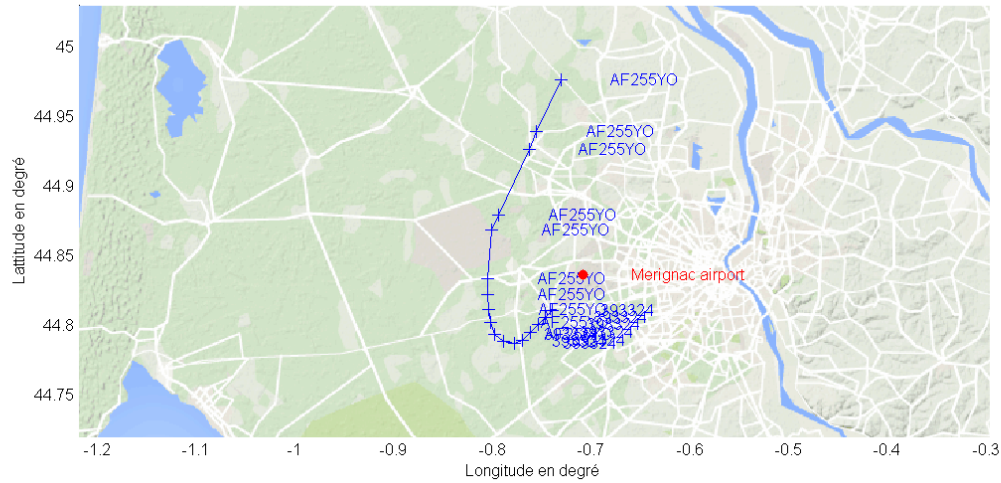 45
AF255YO
44.95
AF255YO
AF255YO
44.9
AF255YO
AF255YO
44.85
Merignac airport
AF255YO
AF255YO
44.8
AF255YO
393324
44.75
-1.2 -1.1 -1 -0.9 -0.8 -0.7 -0.6 -0.5 -0.4 -0.3
Longitude en degré
Lattitude en degré